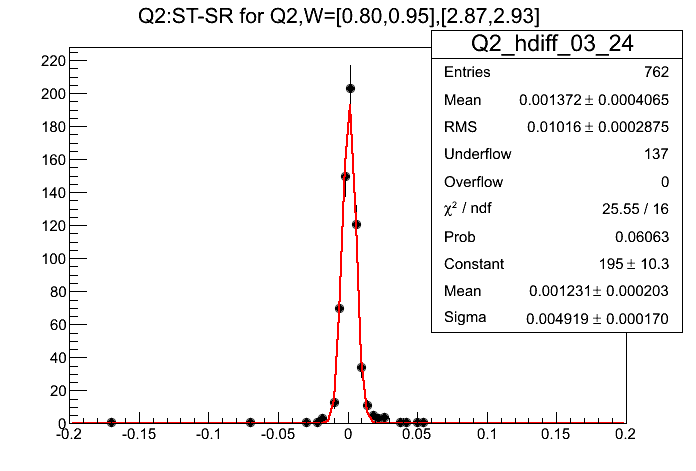 Q2:ST-SR for Q2,W=[0.80,0.95],[2.87,2.93]
Q2_hdiff_03_24
Entries 762
Mean 0.001372 ± 0.0004065
RMS 0.01016 ± 0.0002875
Underflow 137
Overflow 0
χ² / ndf 25.55 / 16
Prob 0.06063
Constant 195 ± 10.3
Mean 0.001231 ± 0.000203
Sigma 0.004919 ± 0.000170
220
200
180
160
140
120
100
80
60
40
20
0
-0.2 -0.15 -0.1 -0.05 0 0.05 0.1 0.15 0.2